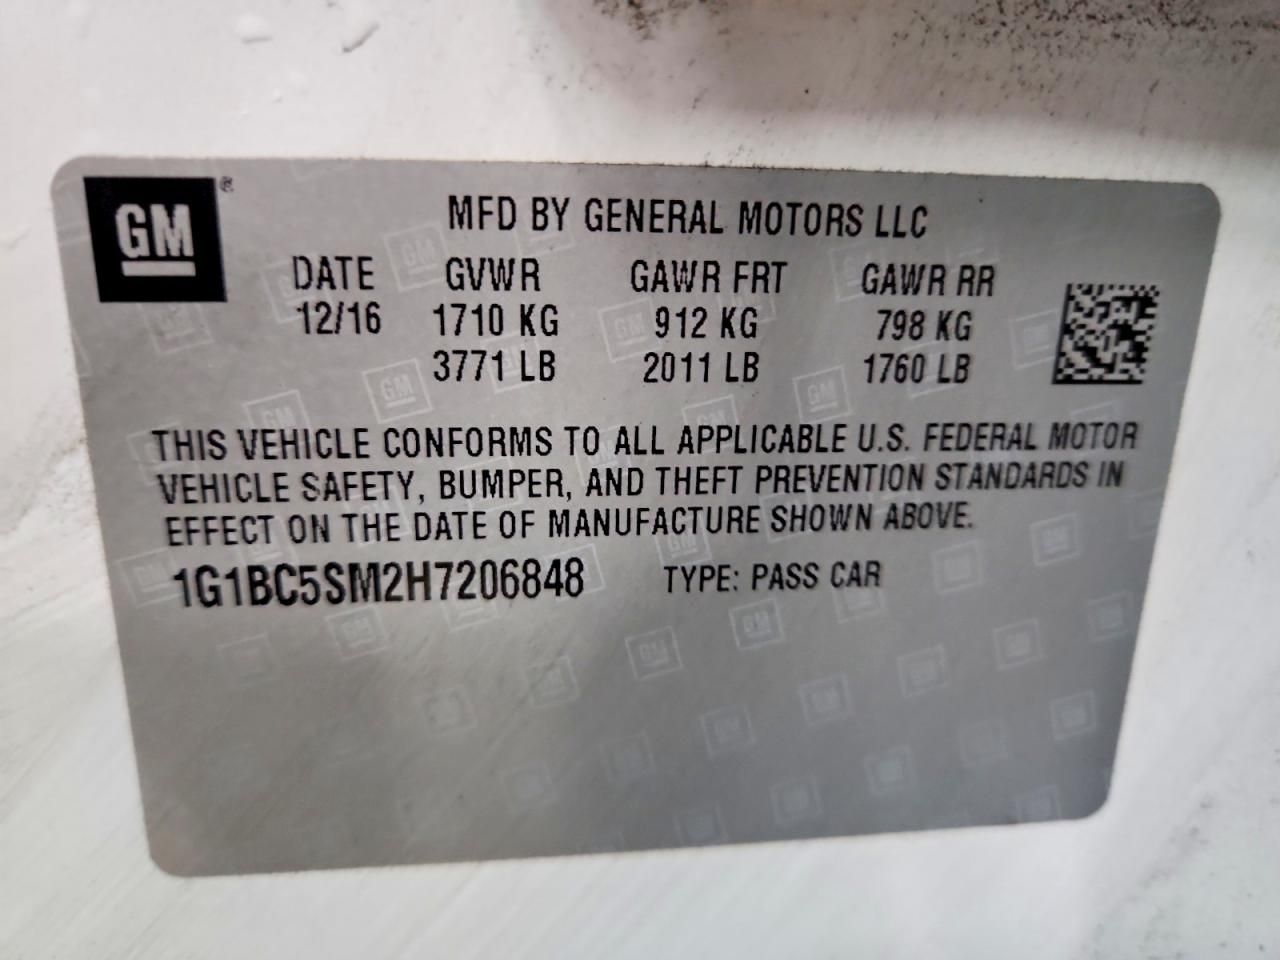 GM®
MFD BY GENERAL MOTORS LLC
DATE GVWR GAWR FRT GAWR RR
12/16 1710 KG 912 KG 798 KG
3771 LB 2011 LB 1760 LB
THIS VEHICLE CONFORMS TO ALL APPLICABLE U.S. FEDERAL MOTOR
VEHICLE SAFETY, BUMPER, AND THEFT PREVENTION STANDARDS IN
EFFECT ON THE DATE OF MANUFACTURE SHOWN ABOVE.
1G1BC5SM2H7206848 TYPE: PASS CAR